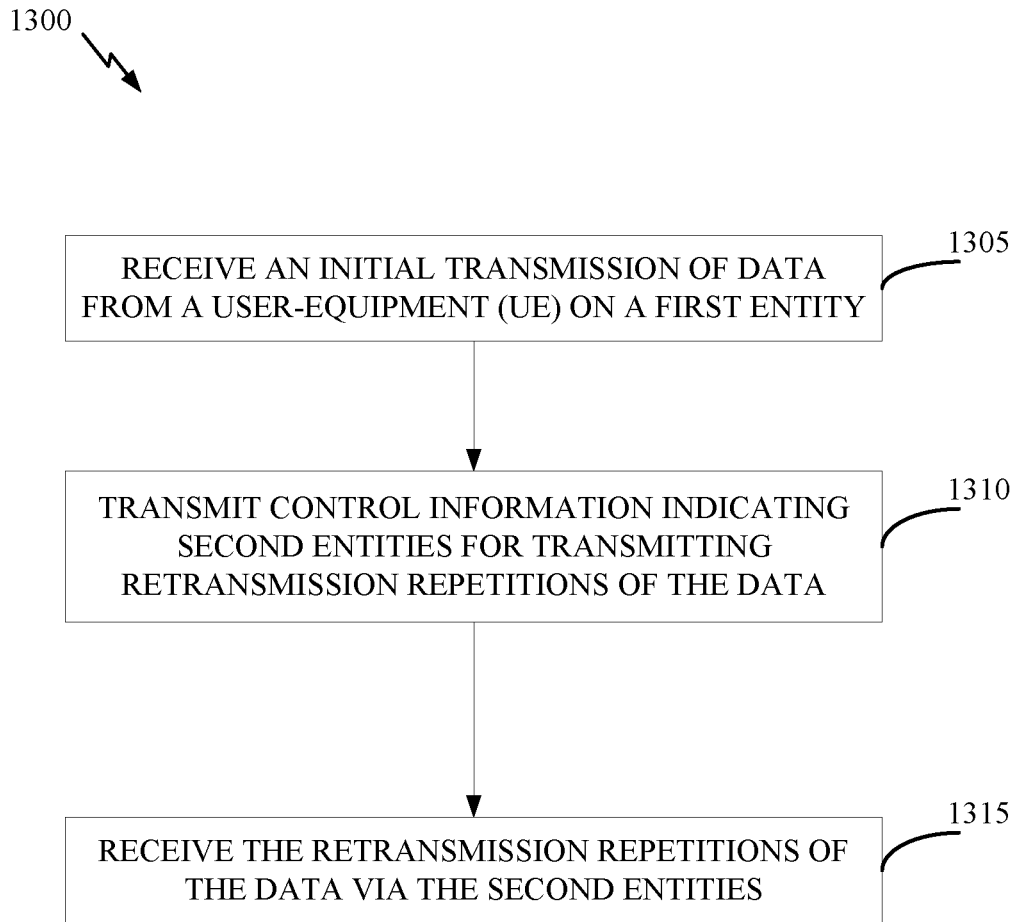 1300
1305
RECEIVE AN INITIAL TRANSMISSION OF DATA
FROM A USER-EQUIPMENT (UE) ON A FIRST ENTITY
1310
TRANSMIT CONTROL INFORMATION INDICATING
SECOND ENTITIES FOR TRANSMITTING
RETRANSMISSION REPETITIONS OF THE DATA
1315
RECEIVE THE RETRANSMISSION REPETITIONS OF
THE DATA VIA THE SECOND ENTITIES